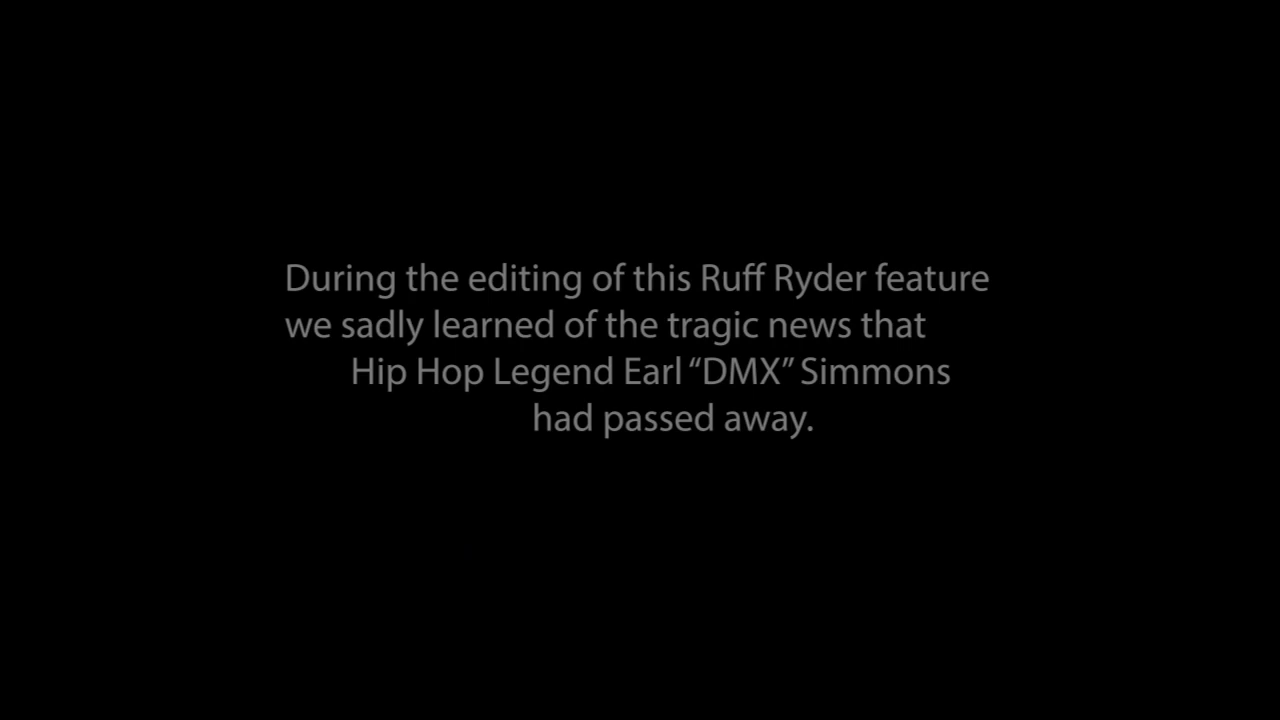 During the editing of this Ruff Ryder feature
we sadly learned of the tragic news that
Hip Hop Legend Earl “DMX” Simmons
had passed away.